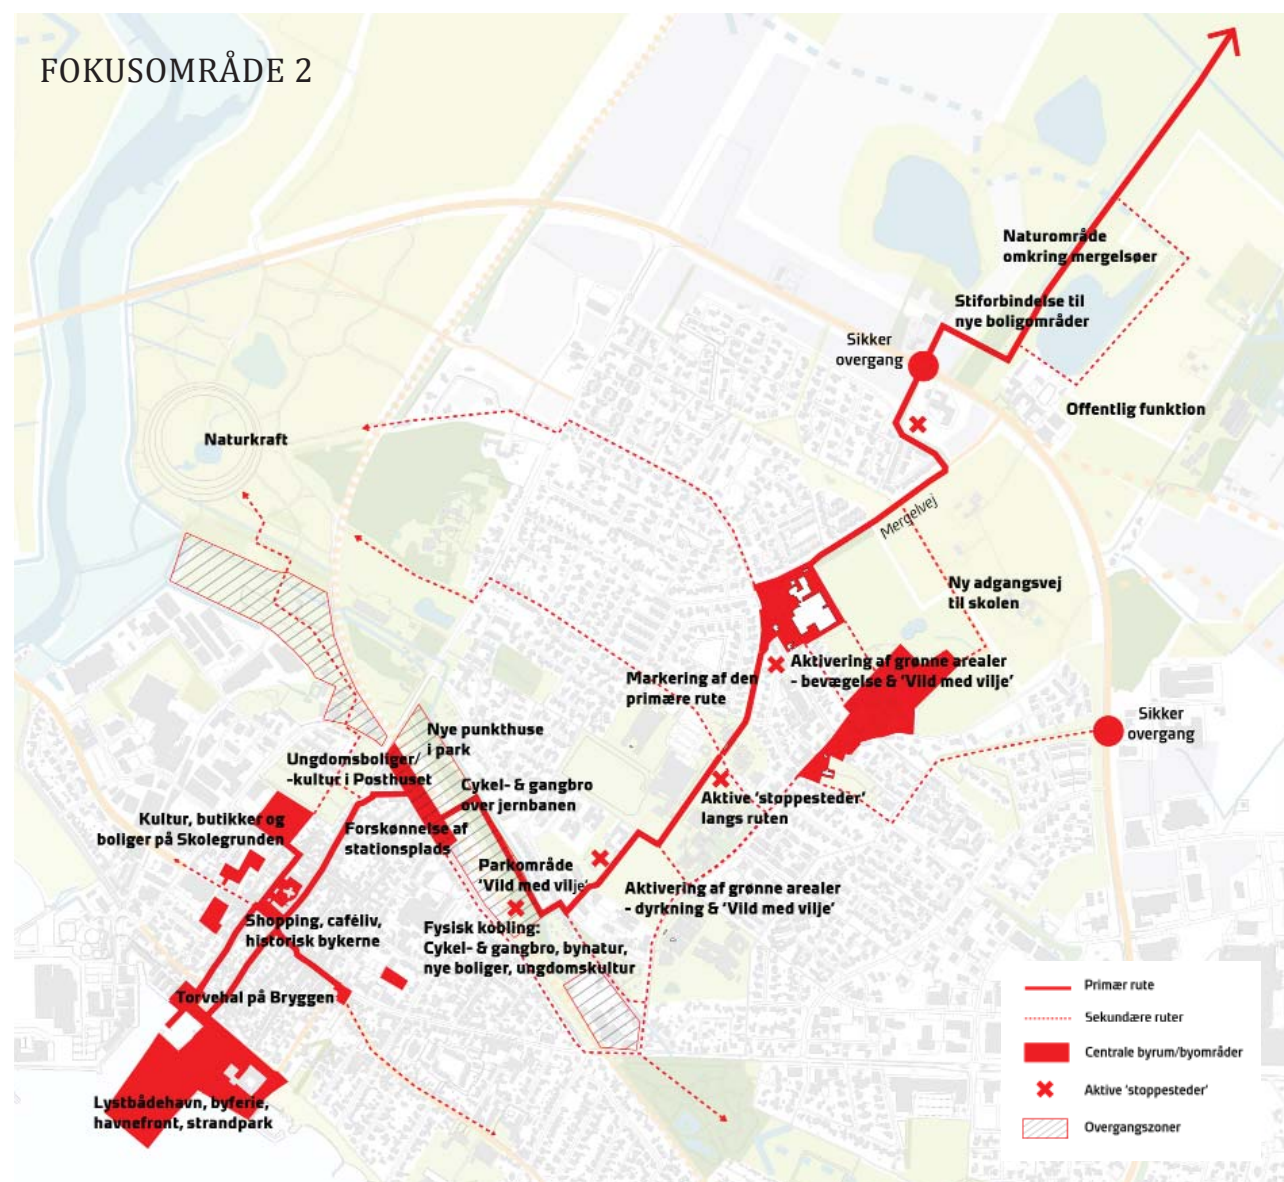 FOKUSOMRÅDE 2
Naturområde
omkring mergelsøer
Stiforbindelse til
nye boligområder
Sikker
overgang
Offentlig funktion
Naturkraft
Mergelvej
Ny adgangsvej
til skolen
Aktivering af grønne arealer
- bevægelse & 'Vild med vilje'
Markering af den
primære rute
Sikker
overgang
Nye punkthuse
i park
Ungdomsboliger/
-kultur i Posthuset
Cykel- & gangbro
over jernbanen
Aktive 'støppesteder'
langs ruten
Kultur, butikker og
boliger på Skolegrunden
Forskønnelse af
stationsplads
Parkområde
'Vild med vilje'
Aktivering af grønne arealer
- dyrkning & 'Vild med vilje'
Shopping, caféliv,
historisk bykerne
Fysisk kobling:
Cykel- & gangbro, bynatur,
nye boliger, ungdomskultur
Torvehal på Bryggen
Lystbådehavn, byferie,
havnefront, strandpark
Primær rute
Sekundære ruter
Centrale byrum/byområder
Aktive 'stoppesteder'
Overgangszoner